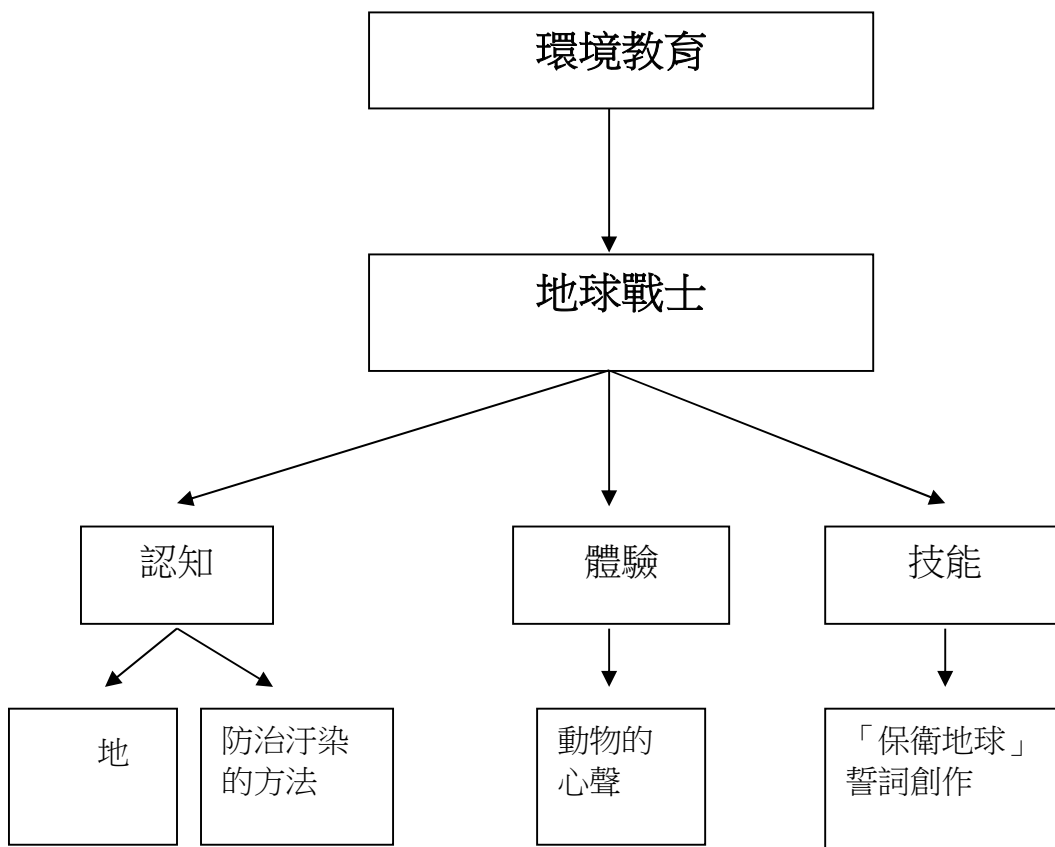 環境教育
地球戰士
認知
體驗
技能
地
防治汙染
的方法
動物的
心聲
「保衛地球」
誓詞創作